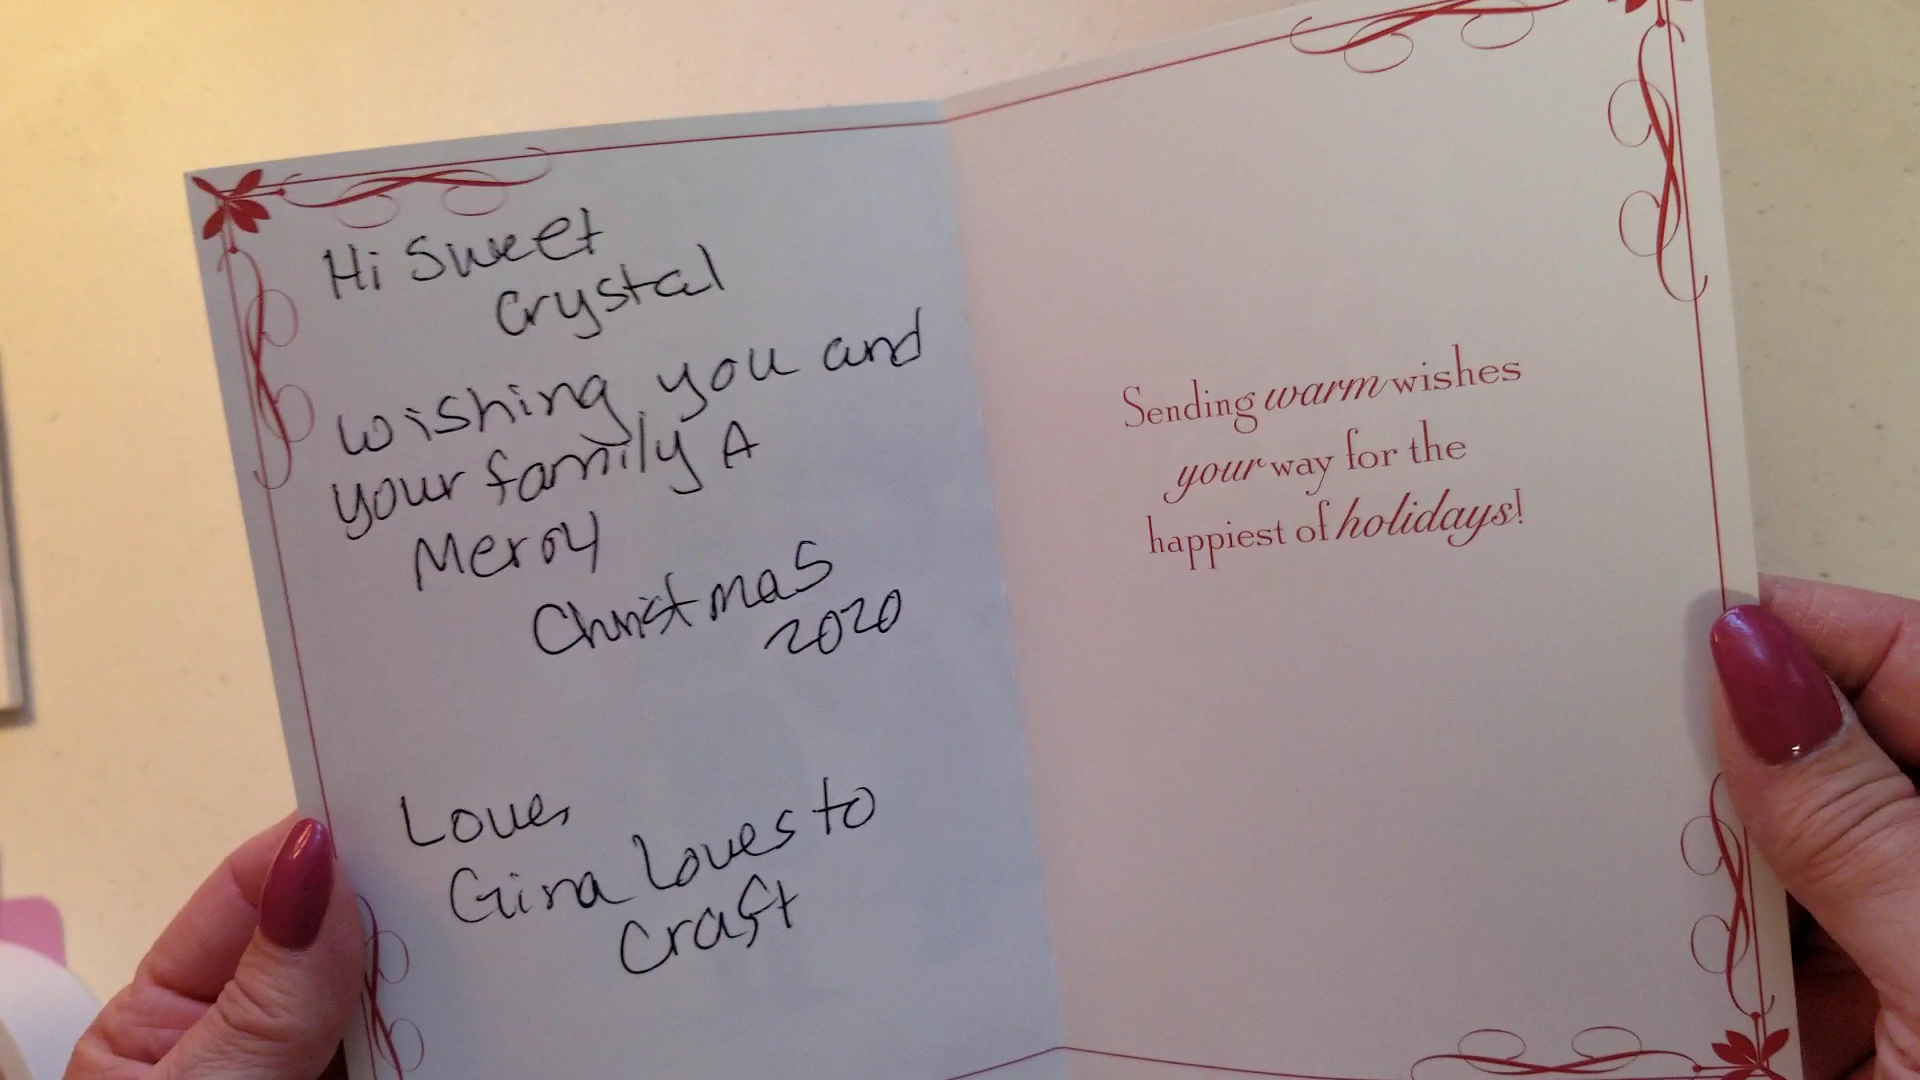 Hi Sweet
Crystal
Wishing you and
your family A
Merry
Christmas
2020
Love,
Gina Loves to
Craft
Sending warm wishes
your way for the
happiest of holidays!